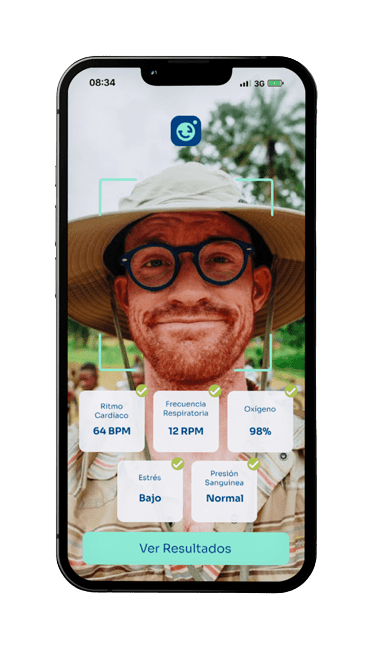 08:34
3G
Ritmo
Cardíaco
64 BPM
Frecuencia
Respiratoria
12 RPM
Oxígeno
98%
Estrés
Bajo
Presión
Sanguinea
Normal
Ver Resultados